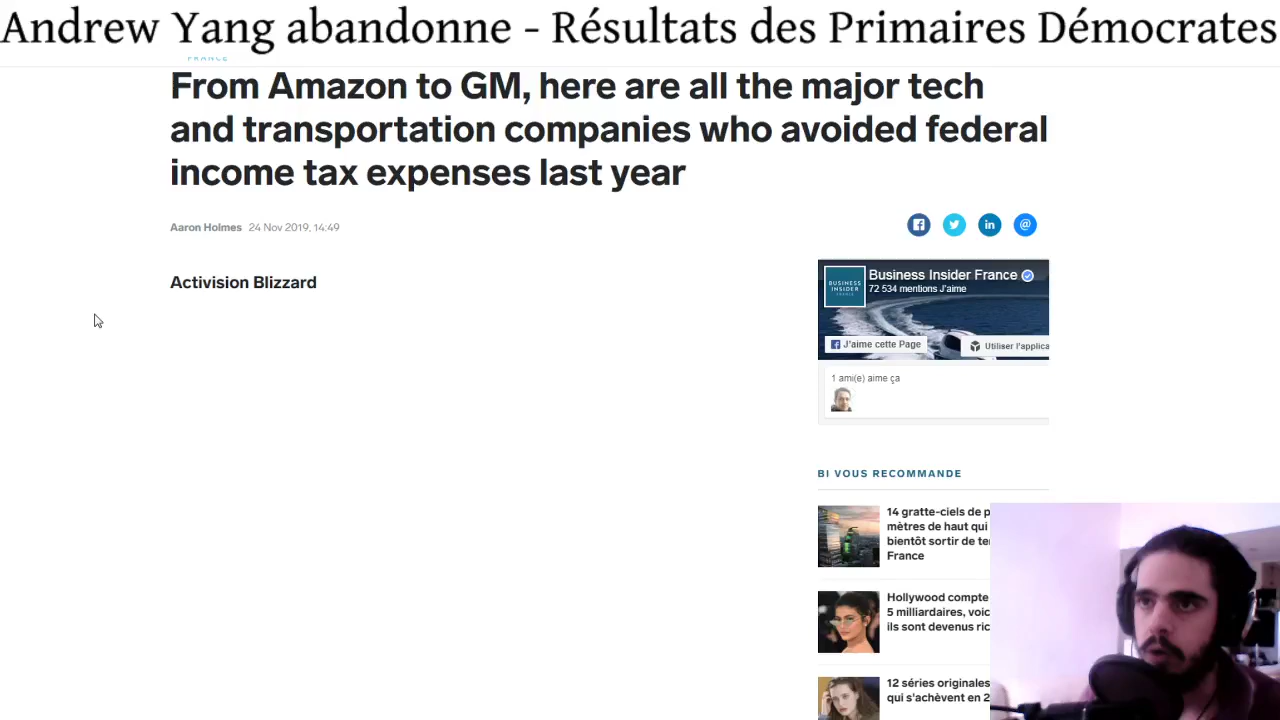 Andrew Yang abandonne - Résultats des Primaires Démocrates
FRANCE
From Amazon to GM, here are all the major tech
and transportation companies who avoided federal
income tax expenses last year
Aaron Holmes 24 Nov 2019, 14:49
Activision Blizzard
BUSINESS
INSIDER
FRANCE
Business Insider France
72 534 mentions J'aime
J'aime cette Page
Utiliser l'applica
1 ami(e) aime ça
BI VOUS RECOMMANDE
14 gratte-ciels de p
mètres de haut qui
bientôt sortir de te
France
Hollywood compte
5 milliardaires, voic
ils sont devenus ric
12 séries originales
qui s'achèvent en 2